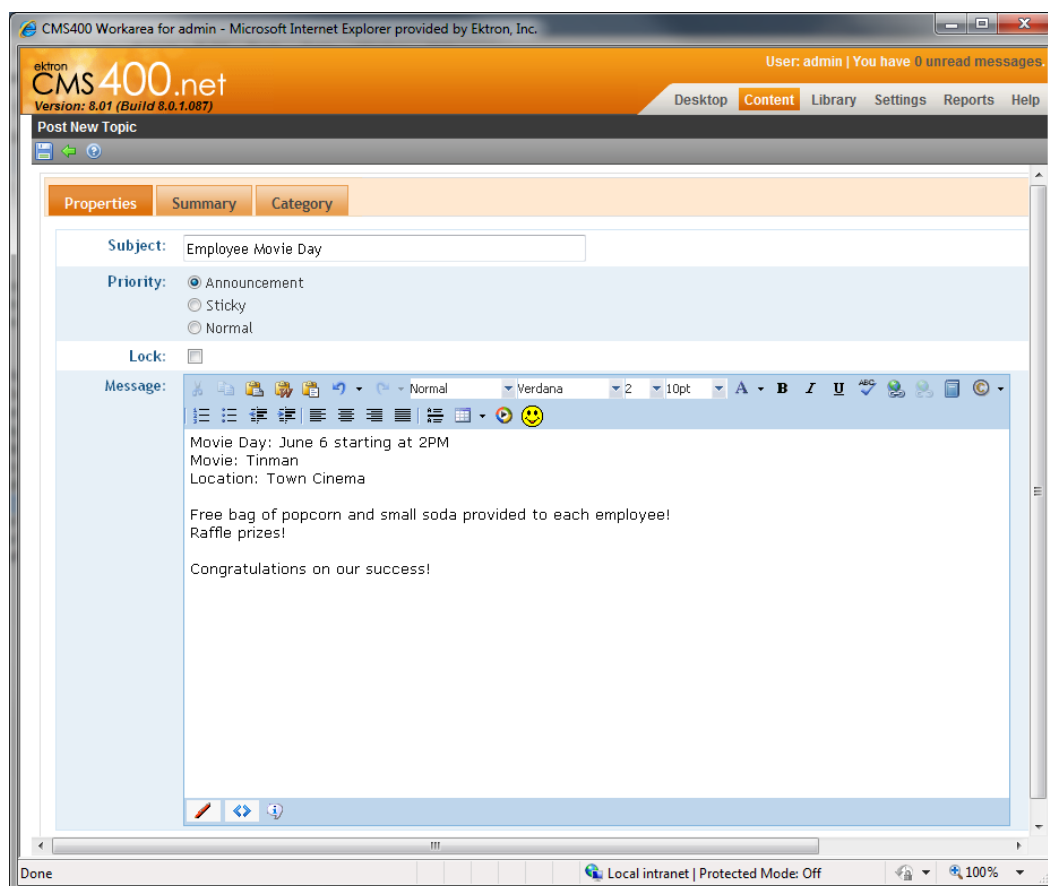 CMS400 Workarea for admin - Microsoft Internet Explorer provided by Ektron, Inc.
User: admin | You have 0 unread messages.
ektron
CMS400.net
Version: 8.01 (Build 8.0.1.087)
Desktop Content Library Settings Reports Help
Post New Topic
Properties Summary Category
Subject: Employee Movie Day
Priority: Announcement
Sticky
Normal
Lock:
Message:
Normal Verdana 2 10pt A B I U ABC ©
Movie Day: June 6 starting at 2PM
Movie: Tinman
Location: Town Cinema
Free bag of popcorn and small soda provided to each employee!
Raffle prizes!
Congratulations on our success!
Done Local intranet | Protected Mode: Off 100%